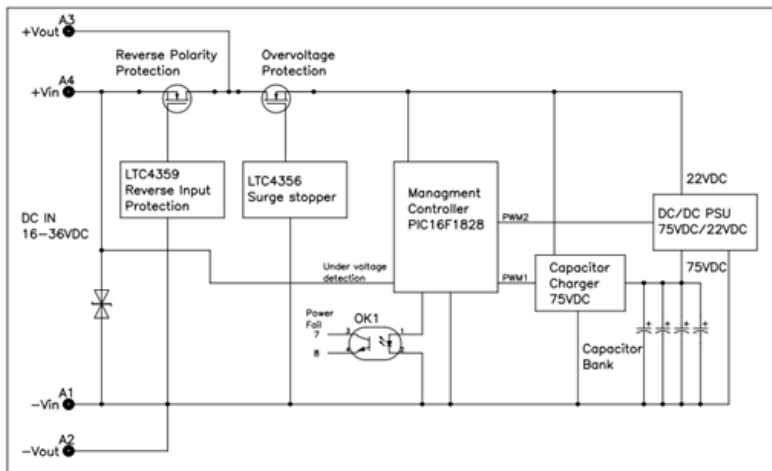 A3
+Vout
Reverse Polarity
Protection
Overvoltage
Protection
A4
+Vin
LTC4359
Reverse Input
Protection
LTC4356
Surge stopper
Managment
Controller
PIC16F1828
22VDC
DC/DC PSU
75VDC/22VDC
PWM2
DC IN
16-36VDC
Under voltage
detection
PWM1
Capacitor
Charger
75VDC
75VDC
Power
Fail
OK1
7
3
1
8
4
2
+
+
+
+
Capacitor
Bank
A1
-Vin
A2
-Vout